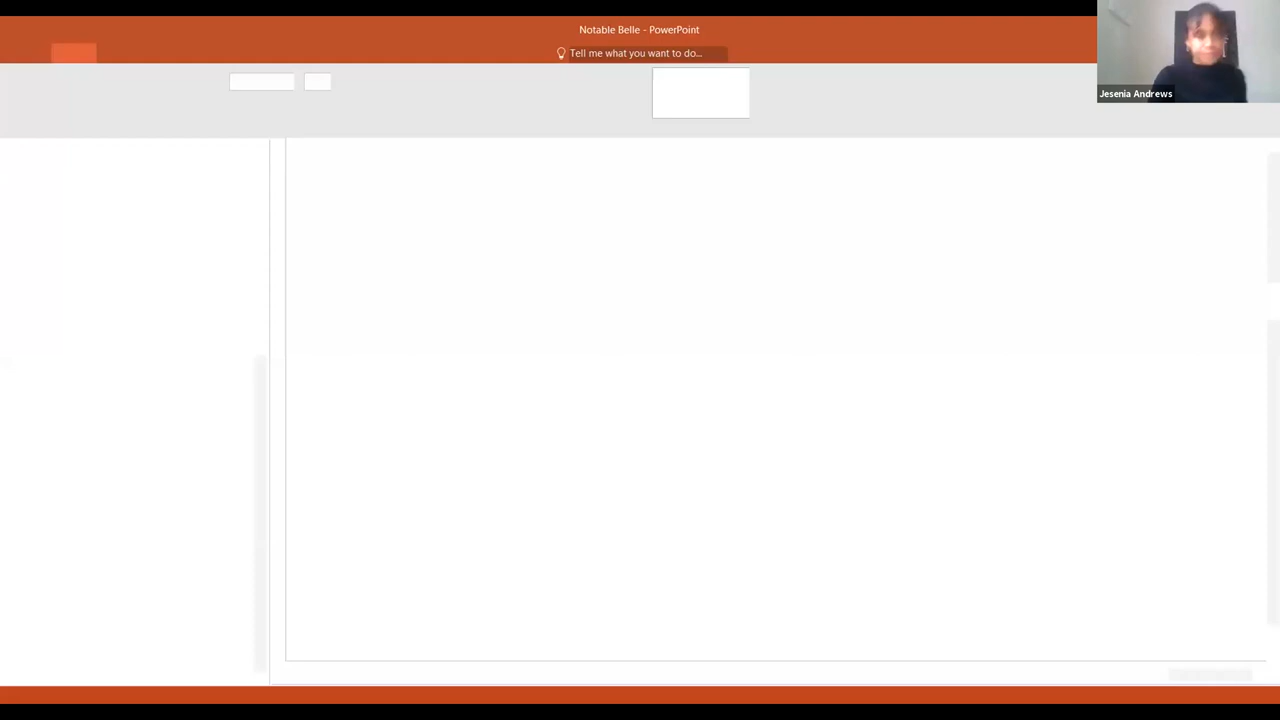 Notable Belle - PowerPoint
Tell me what you want to do...
Jesenia Andrews